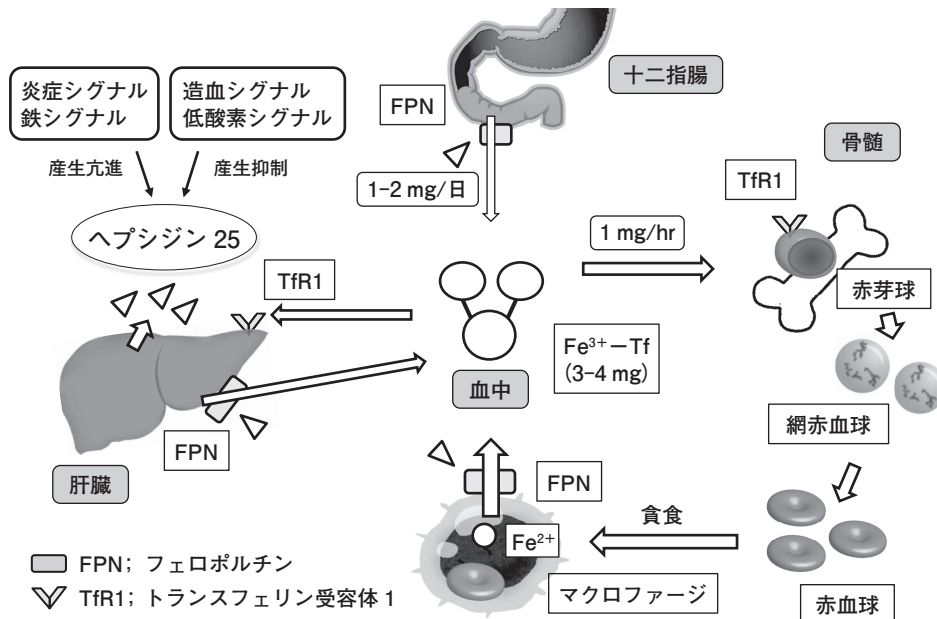 炎症シグナル
鉄シグナル
造血シグナル
低酸素シグナル
産生亢進
産生抑制
ヘプシジン 25
FPN
十二指腸
1-2 mg/日
骨髄
TfR1
1 mg/hr
赤芽球
TfR1
Fe³⁺－Tf
(3-4 mg)
血中
網赤血球
FPN
肝臓
FPN
Fe²⁺
貪食
マクロファージ
赤血球
FPN；フェロポルチン
TfR1；トランスフェリン受容体 1